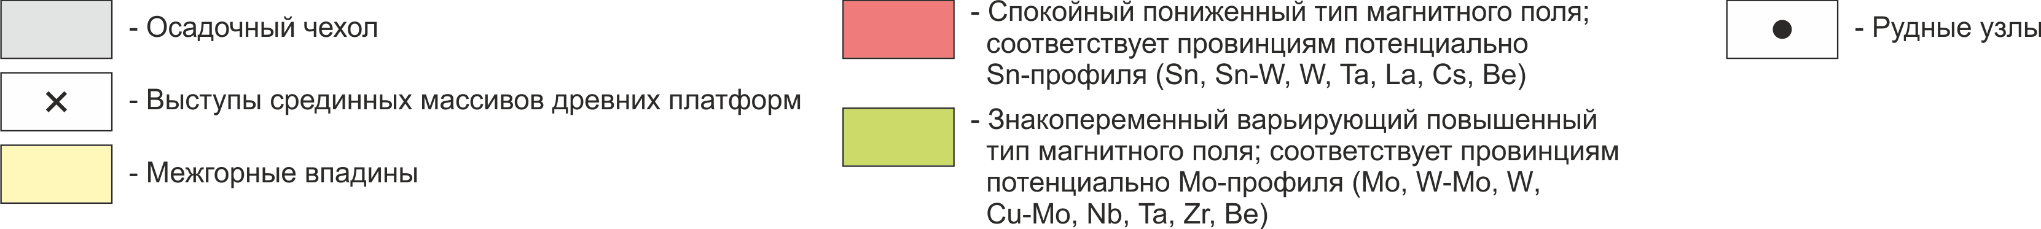 - Осадочный чехол
- Выступы срединных массивов древних платформ
- Межгорные впадины
- Спокойный пониженный тип магнитного поля;
соответствует провинциям потенциально
Sn-профиля (Sn, Sn-W, W, Ta, La, Cs, Be)
- Знакопеременный варьирующий повышенный
тип магнитного поля; соответствует провинциям
потенциально Mo-профиля (Mo, W-Mo, W,
Cu-Mo, Nb, Ta, Zr, Be)
- Рудные узлы